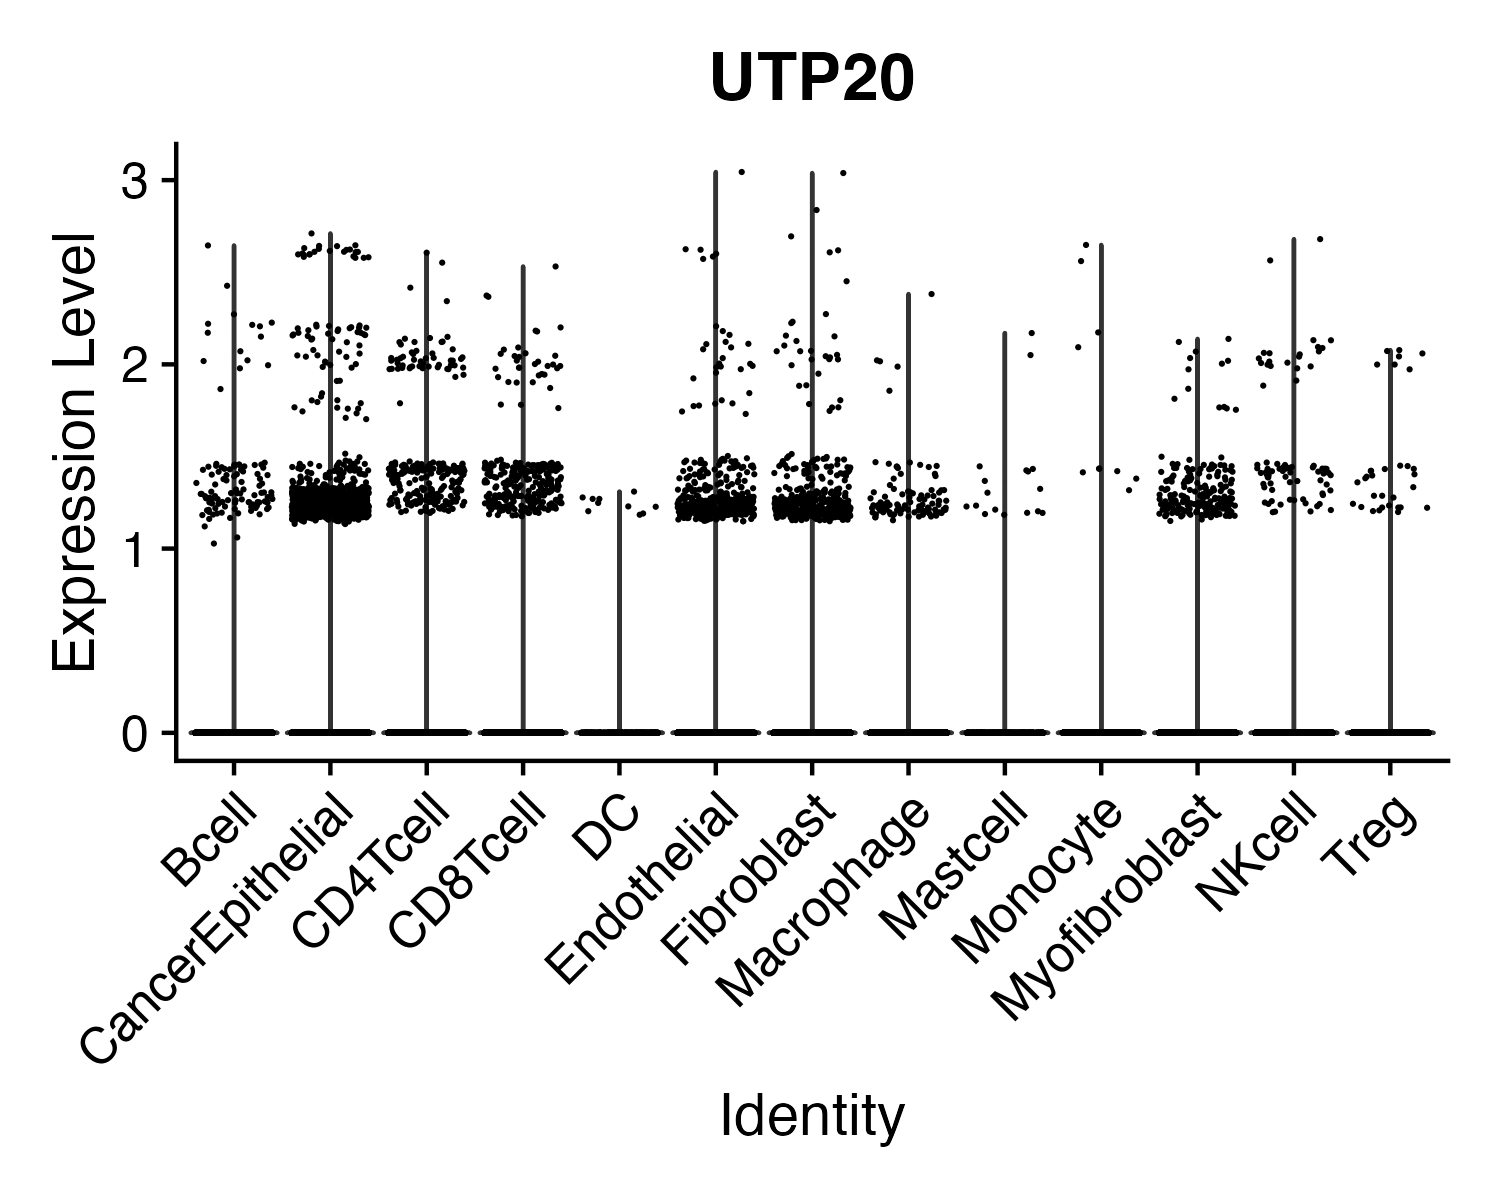 UTP20
Expression Level
3
2
1
0
Bcell
CancerEpithelial
CD4Tcell
CD8Tcell
DC
Endothelial
Fibroblast
Macrophage
Mastcell
Monocyte
Myofibroblast
NKcell
Treg
Identity